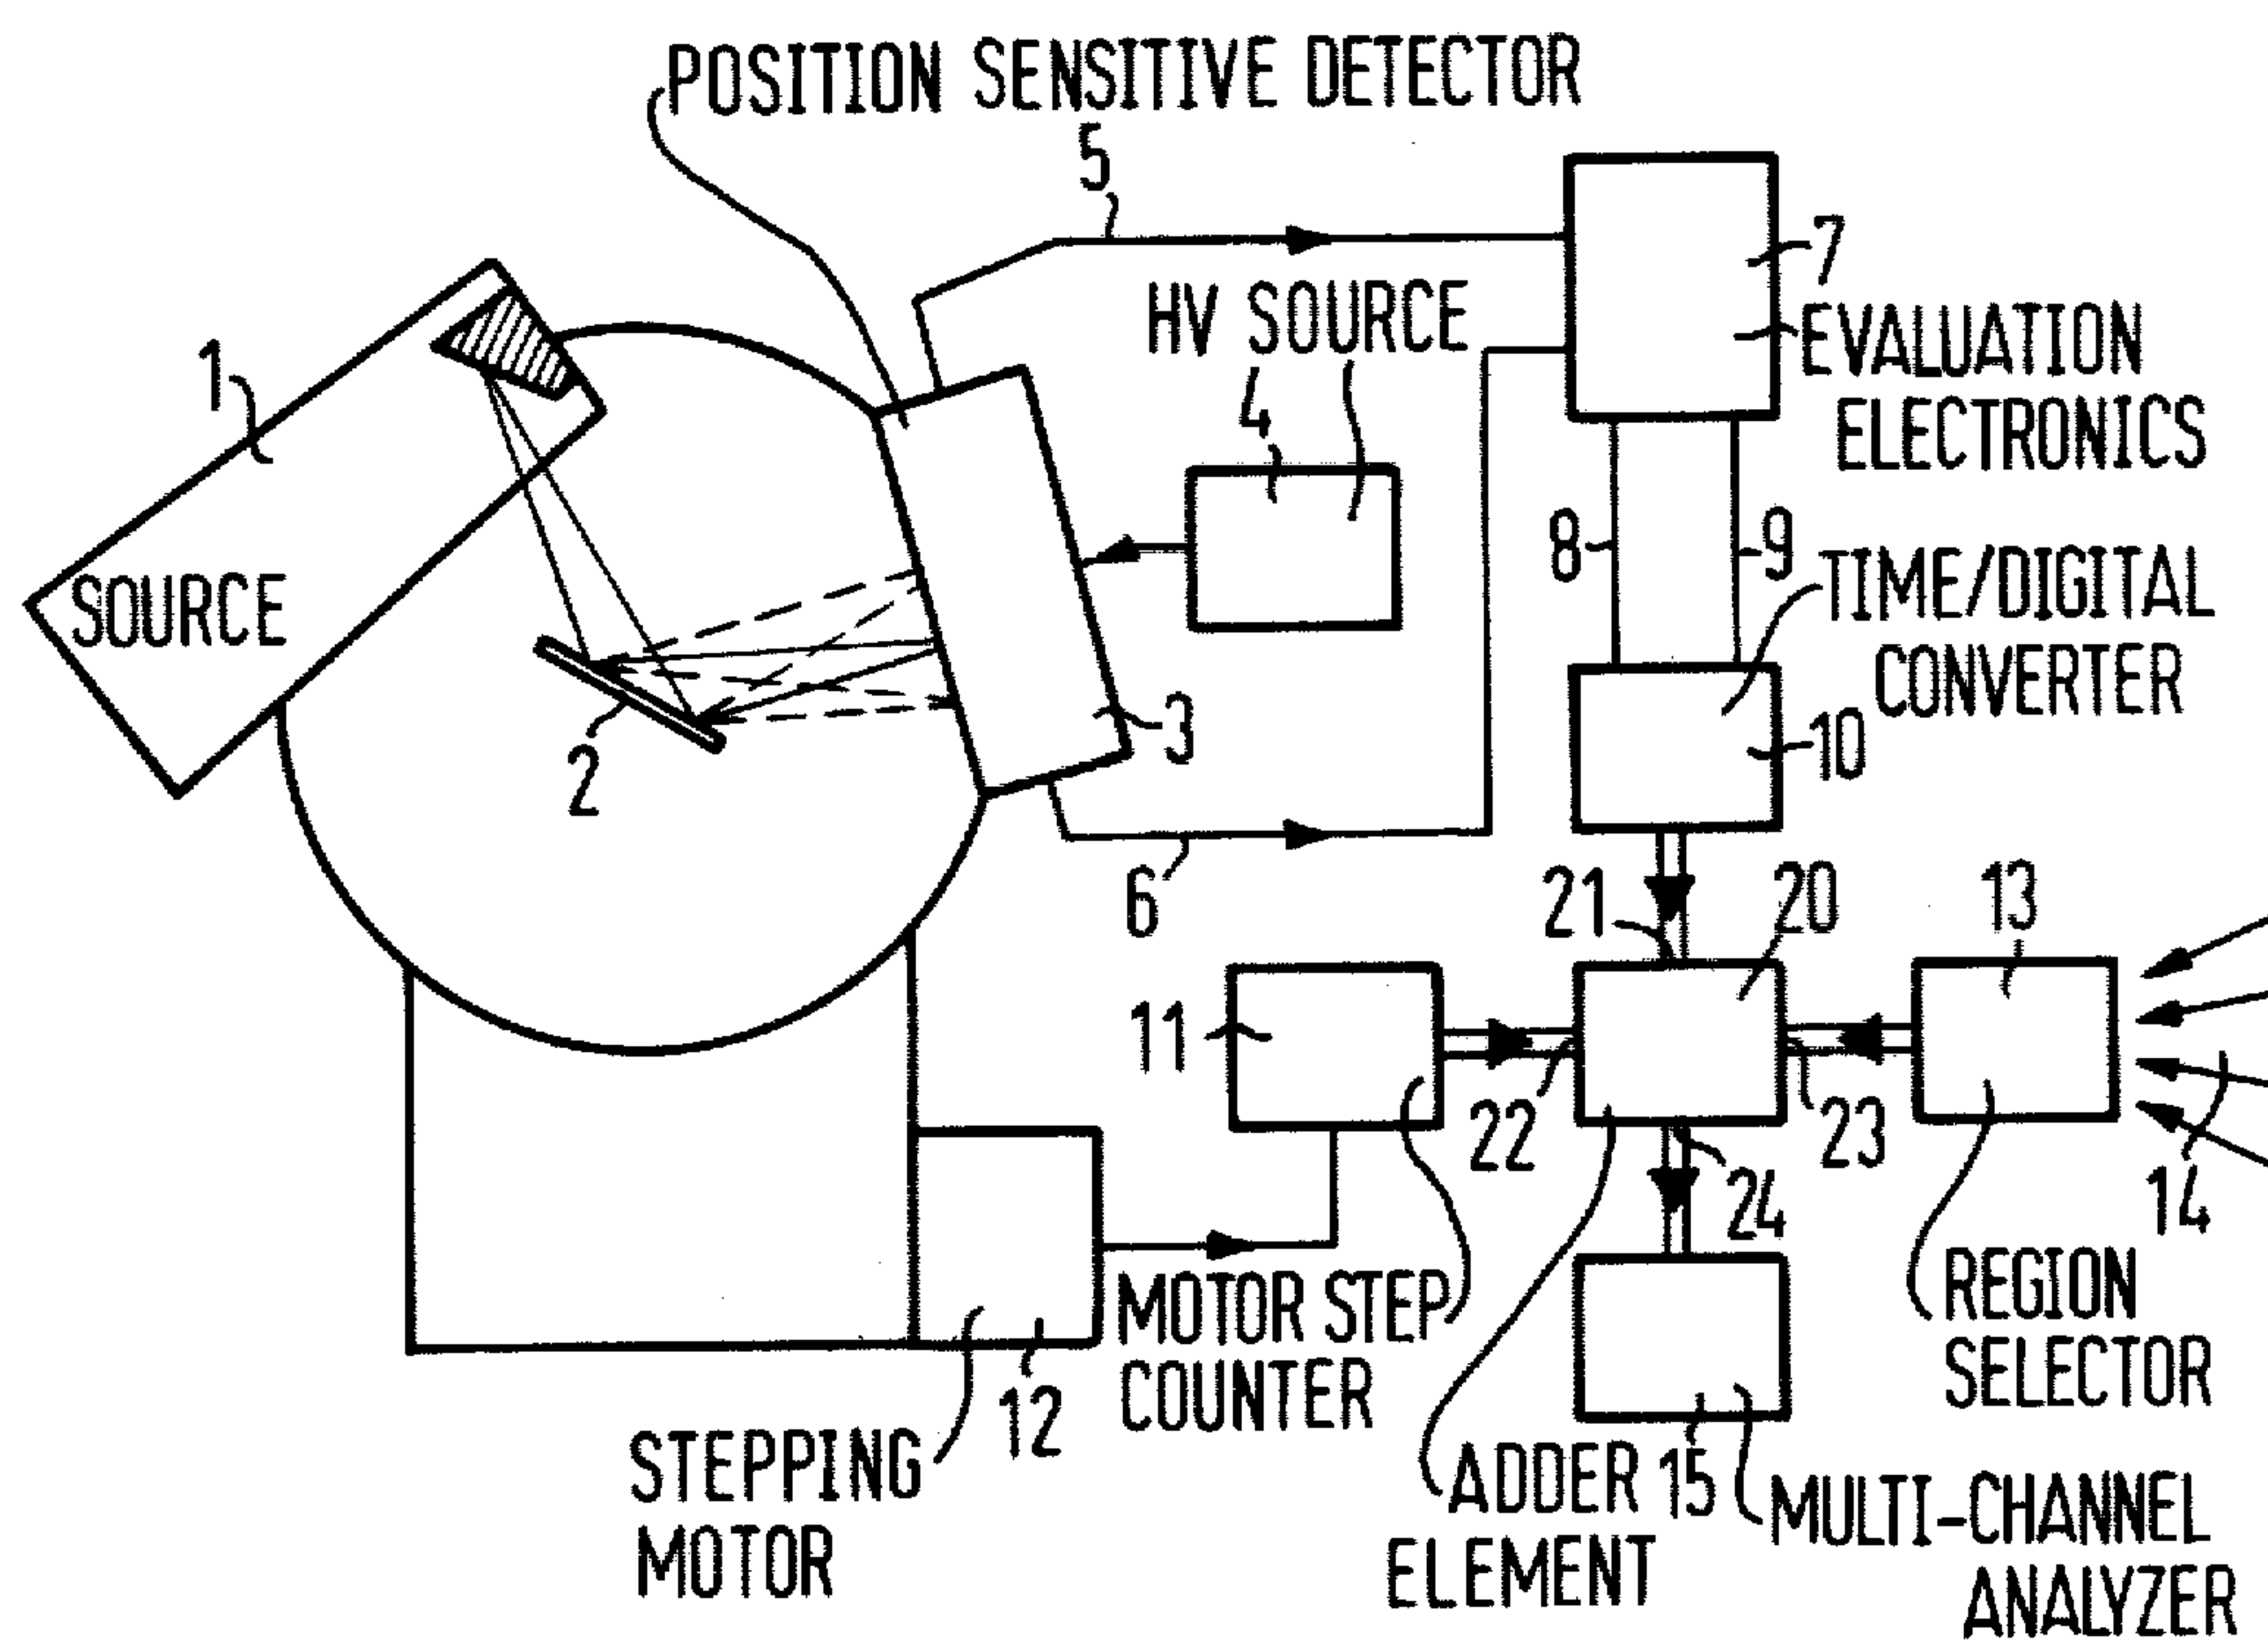 POSITION SENSITIVE DETECTOR
5
7
HV SOURCE
EVALUATION
ELECTRONICS
1
4
8
9
SOURCE
TIME/DIGITAL
CONVERTER
2
3
10
6
21
20
13
11
22
23
14
24
MOTOR STEP
COUNTER
REGION
SELECTOR
12
STEPPING
MOTOR
ADDER
ELEMENT
15
MULTI-CHANNEL
ANALYZER